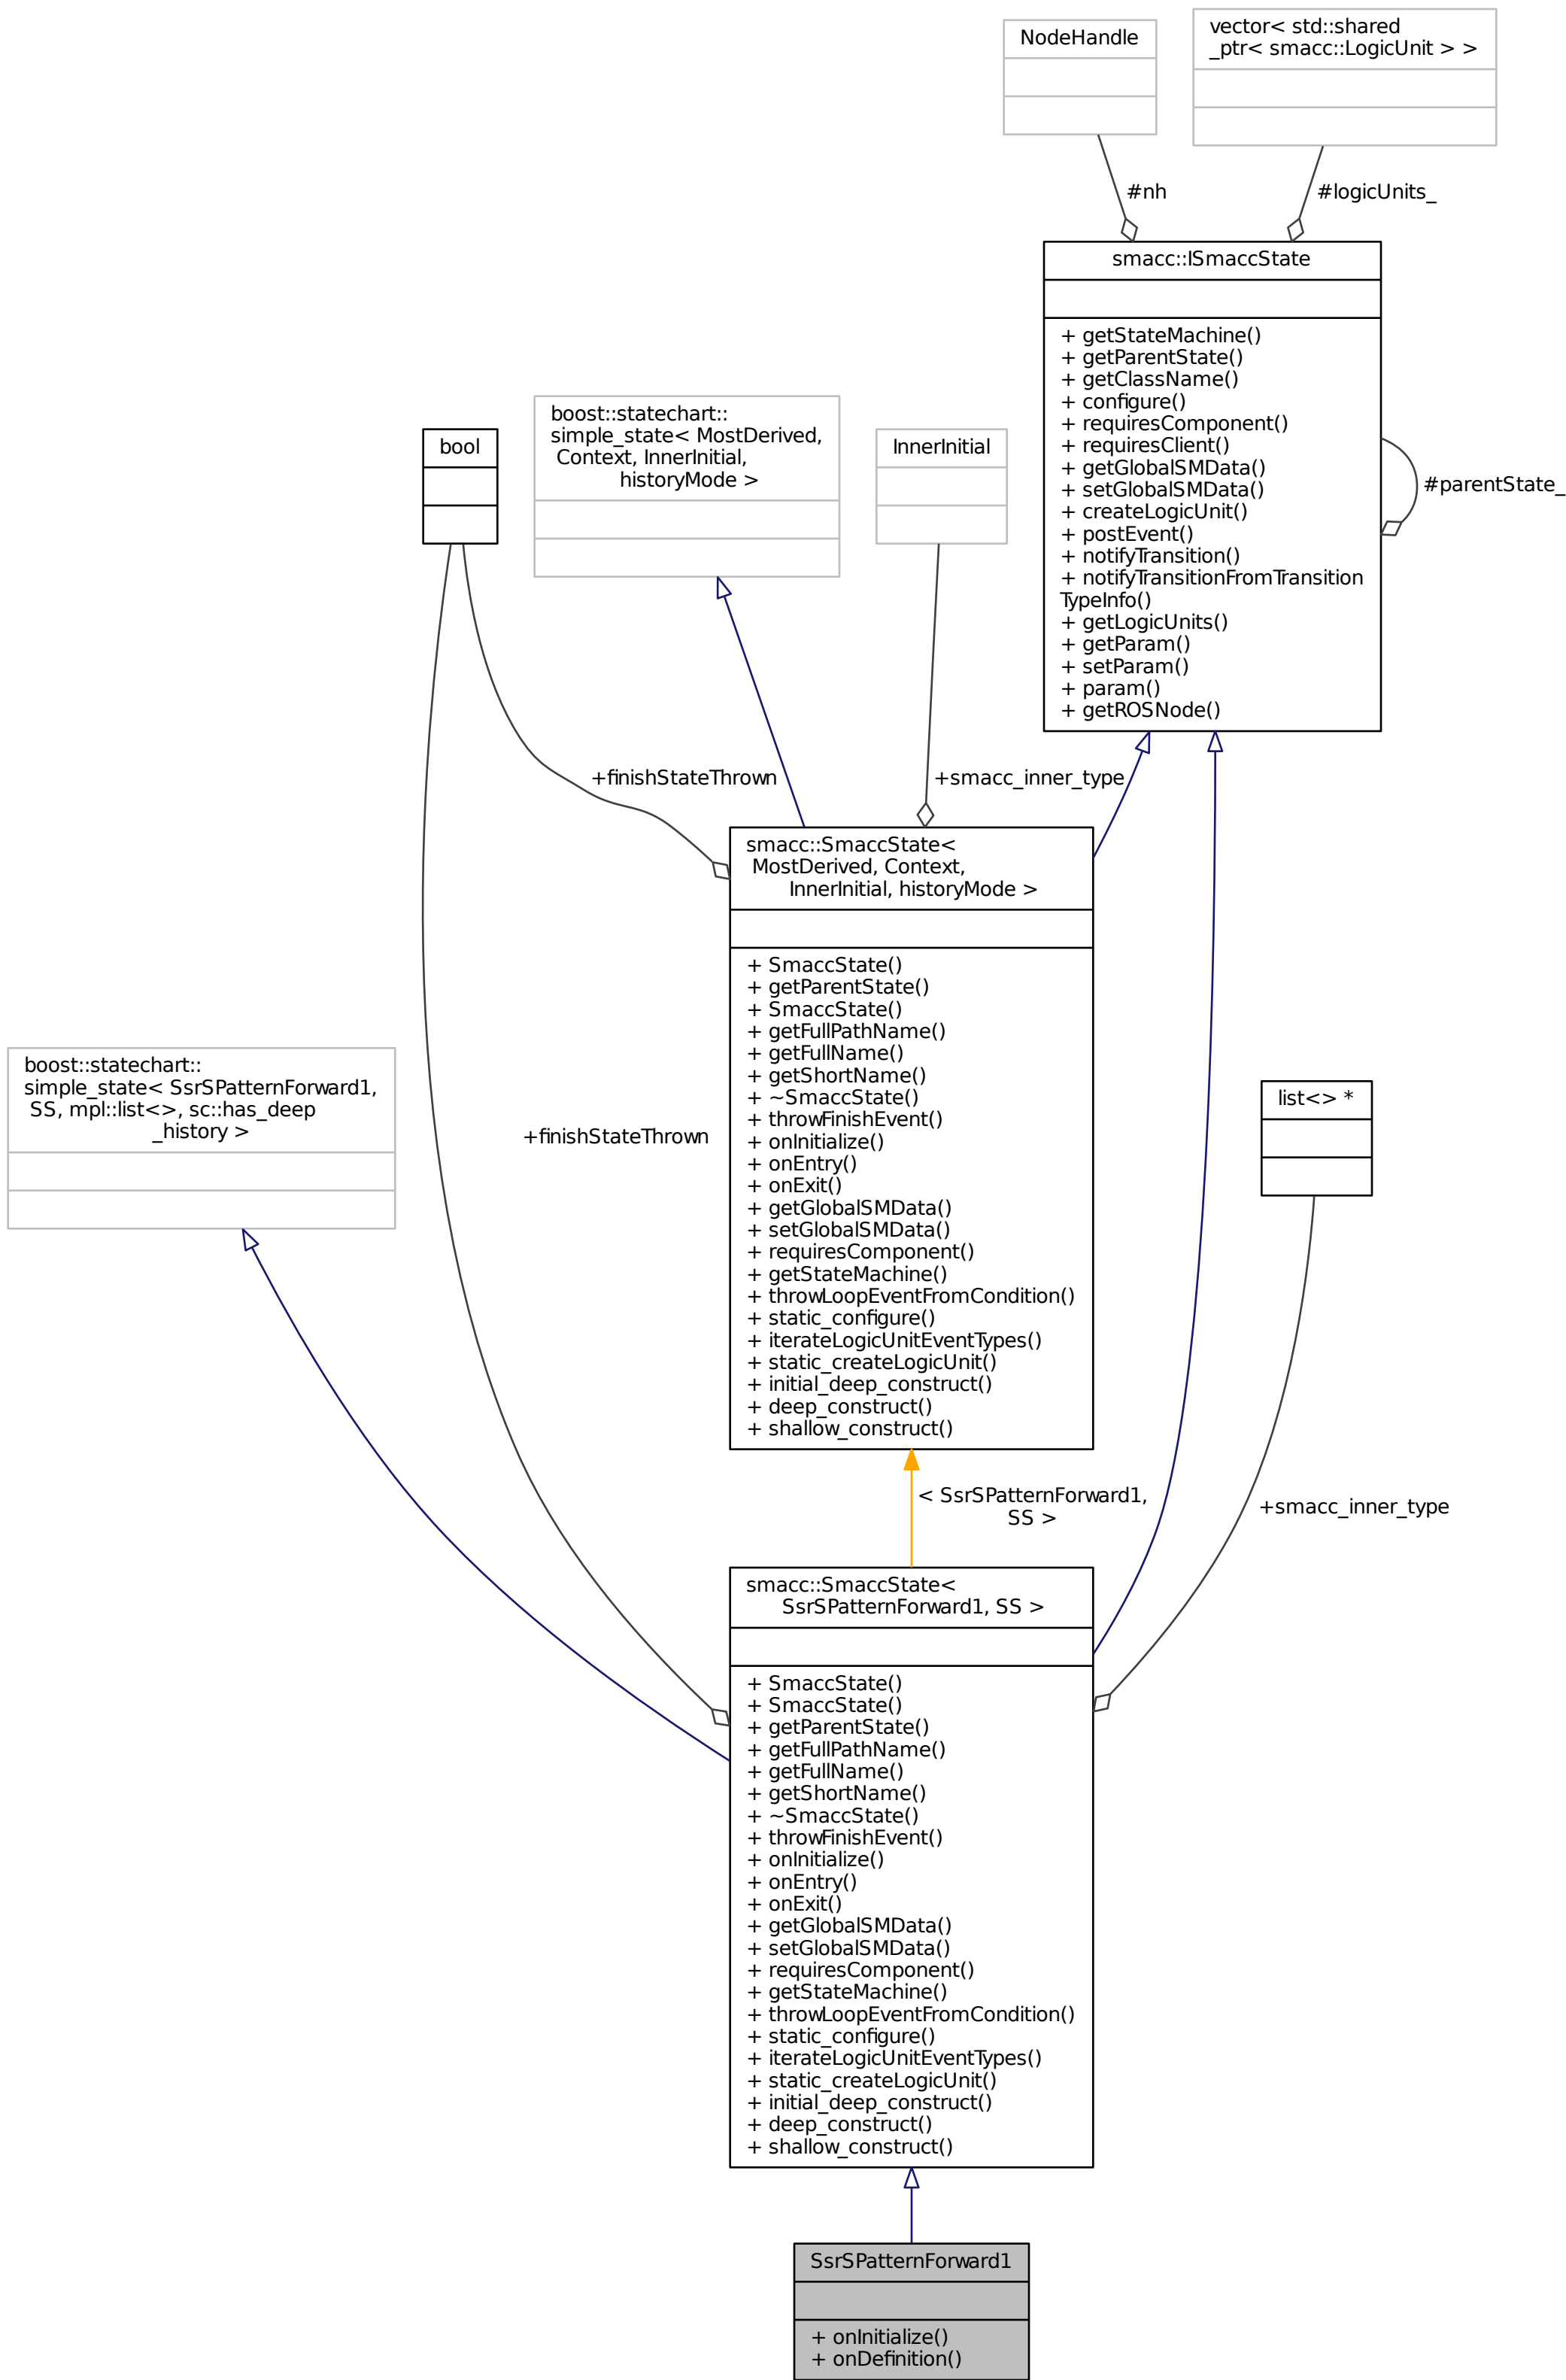 NodeHandle
vector< std::shared
_ptr< smacc::LogicUnit > >
#nh
#logicUnits_
smacc::ISmaccState
+ getStateMachine()
+ getParentState()
+ getClassName()
+ configure()
+ requiresComponent()
+ requiresClient()
+ getGlobalSMData()
+ setGlobalSMData()
+ createLogicUnit()
+ postEvent()
+ notifyTransition()
+ notifyTransitionFromTransition
TypeInfo()
+ getLogicUnits()
+ getParam()
+ setParam()
+ param()
+ getROSNode()
#parentState_
bool
boost::statechart::
simple_state< MostDerived,
Context, InnerInitial,
historyMode >
InnerInitial
+finishStateThrown
+smacc_inner_type
smacc::SmaccState<
MostDerived, Context,
InnerInitial, historyMode >
+ SmaccState()
+ getParentState()
+ SmaccState()
+ getFullPathName()
+ getFullName()
+ getShortName()
+ ~SmaccState()
+ throwFinishEvent()
+ onInitialize()
+ onEntry()
+ onExit()
+ getGlobalSMData()
+ setGlobalSMData()
+ requiresComponent()
+ getStateMachine()
+ throwLoopEventFromCondition()
+ static_configure()
+ iterateLogicUnitEventTypes()
+ static_createLogicUnit()
+ initial_deep_construct()
+ deep_construct()
+ shallow_construct()
boost::statechart::
simple_state< SsrSPatternForward1,
SS, mpl::list<>, sc::has_deep
_history >
+finishStateThrown
list<> *
< SsrSPatternForward1,
SS >
+smacc_inner_type
smacc::SmaccState<
SsrSPatternForward1, SS >
+ SmaccState()
+ SmaccState()
+ getParentState()
+ getFullPathName()
+ getFullName()
+ getShortName()
+ ~SmaccState()
+ throwFinishEvent()
+ onInitialize()
+ onEntry()
+ onExit()
+ getGlobalSMData()
+ setGlobalSMData()
+ requiresComponent()
+ getStateMachine()
+ throwLoopEventFromCondition()
+ static_configure()
+ iterateLogicUnitEventTypes()
+ static_createLogicUnit()
+ initial_deep_construct()
+ deep_construct()
+ shallow_construct()
SsrSPatternForward1
+ onInitialize()
+ onDefinition()